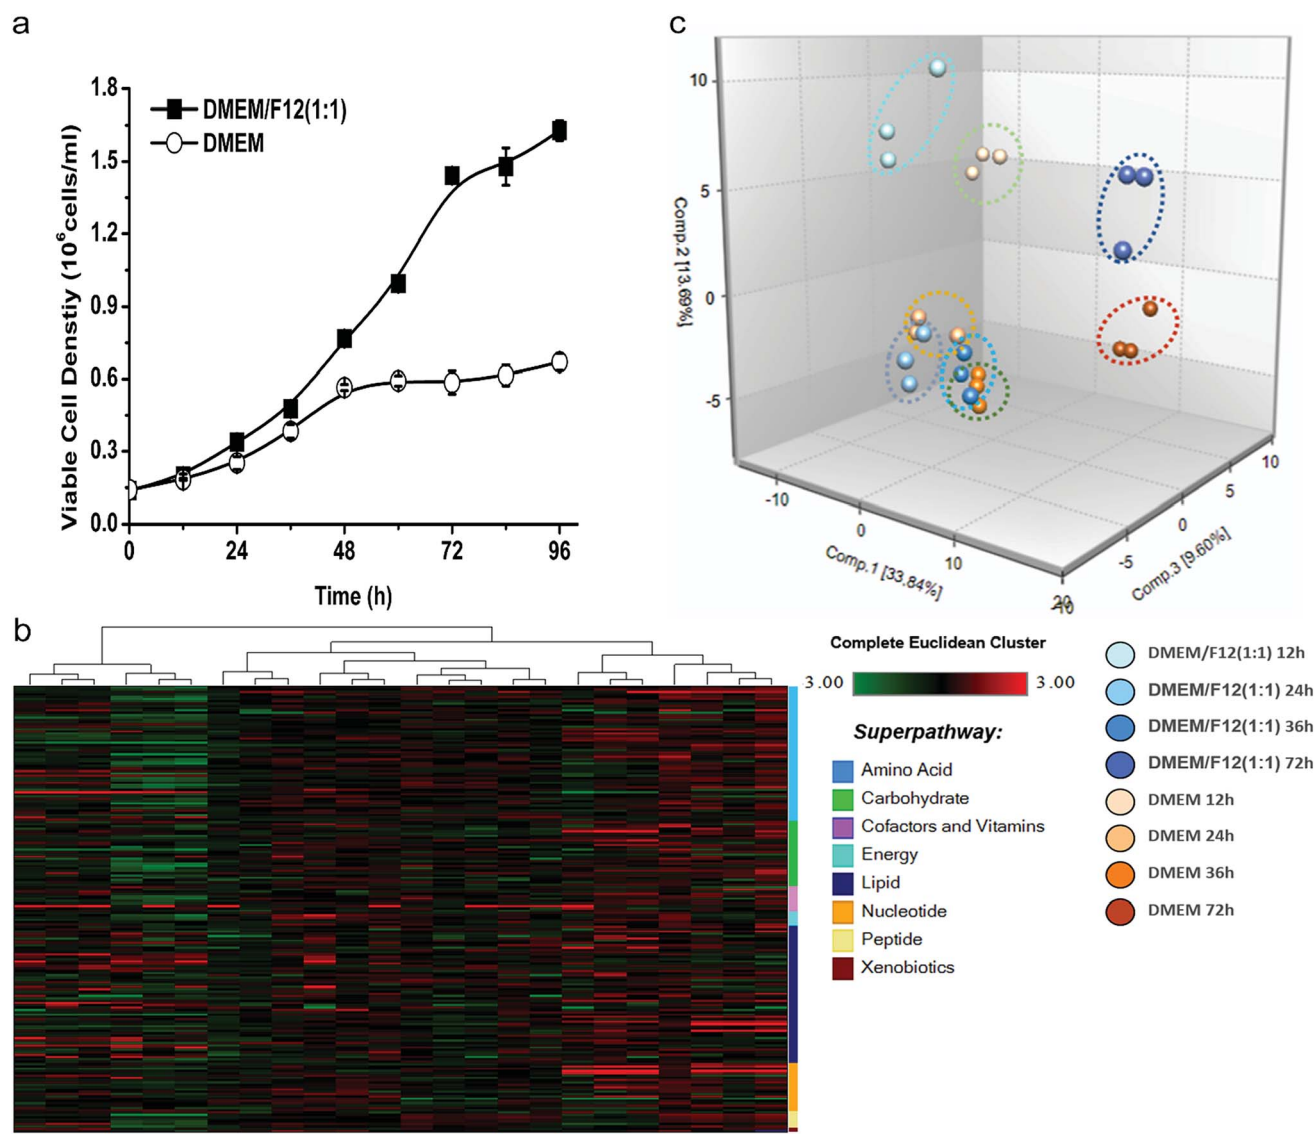 a
Viable Cell Denstiy (10⁶cells/ml)
1.8
1.5
1.2
0.9
0.6
0.3
0.0
DMEM/F12(1:1)
DMEM
0 24 48 72 96
Time (h)
c
Comp.2 [13.69%]
10
5
0
-5
-10
0
10
20
Comp.1 [33.84%]
-10
-5
0
5
10
Comp.3 [9.60%]
b
Complete Euclidean Cluster
3.00 3.00
Superpathway:
Amino Acid
Carbohydrate
Cofactors and Vitamins
Energy
Lipid
Nucleotide
Peptide
Xenobiotics
DMEM/F12(1:1) 12h
DMEM/F12(1:1) 24h
DMEM/F12(1:1) 36h
DMEM/F12(1:1) 72h
DMEM 12h
DMEM 24h
DMEM 36h
DMEM 72h